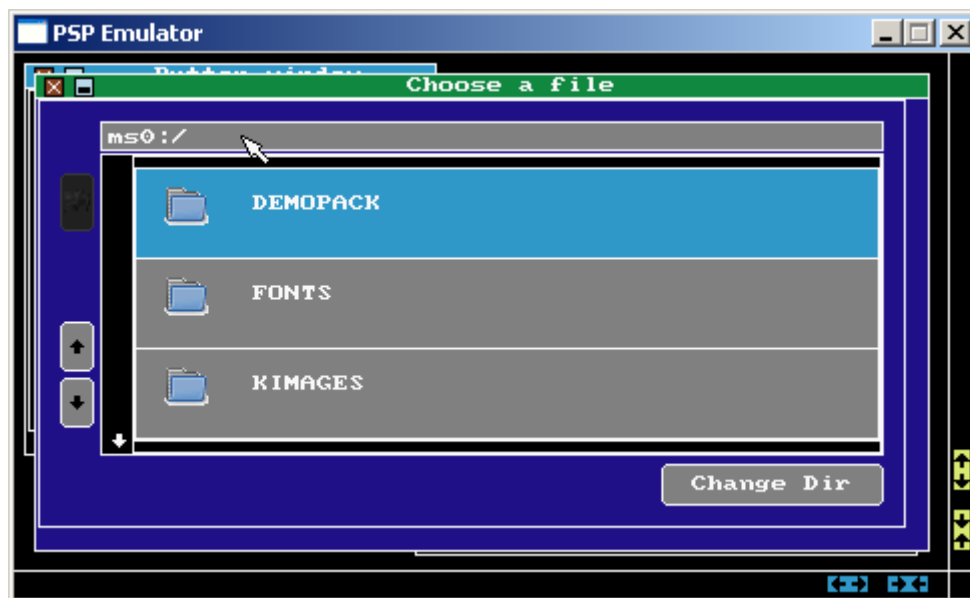 PSP Emulator
Choose a file
ms0:/
DEMOPACK
FONTS
KIMAGES
Change Dir